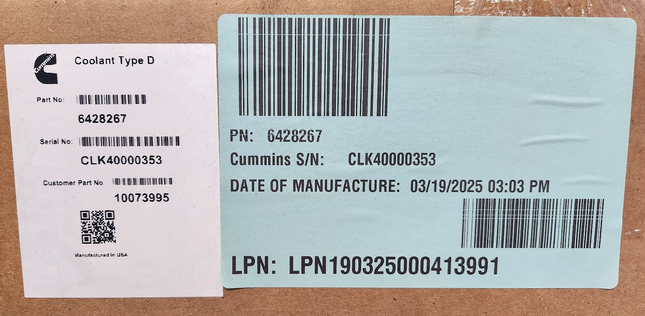 Cummins
Coolant Type D
Part No:
6428267
Serial No:
CLK40000353
Customer Part No.
10073995
Manufactured in USA
PN: 6428267
Cummins S/N: CLK40000353
DATE OF MANUFACTURE: 03/19/2025 03:03 PM
LPN: LPN190325000413991